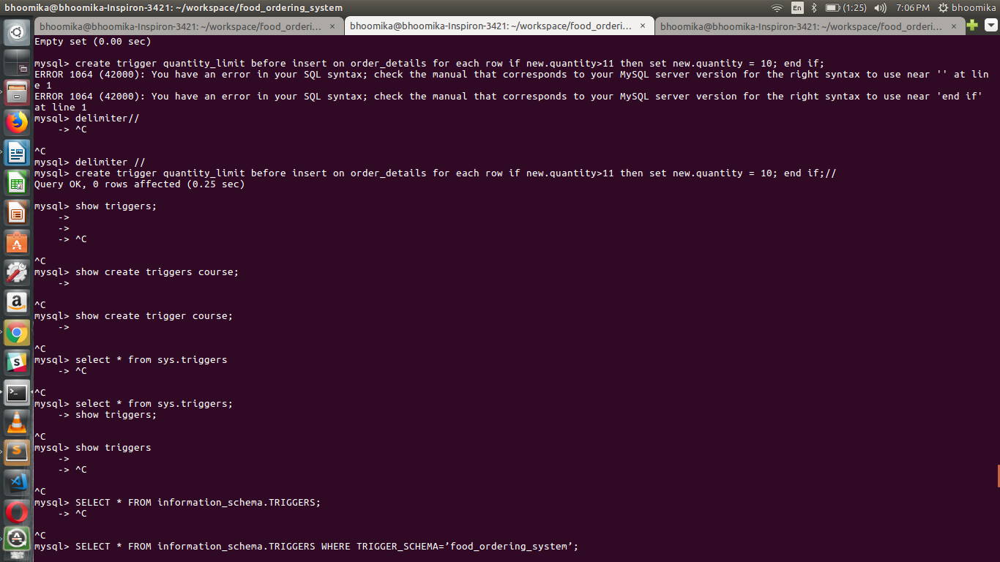 bhoomika@bhoomika-Inspiron-3421: ~/workspace/food_ordering_system
En
(1:25)
7:06 PM
bhoomika
bhoomika@bhoomika-Inspiron-3421: ~/workspace/food_orderi... ×
bhoomika@bhoomika-Inspiron-3421: ~/workspace/food_orderi... ×
bhoomika@bhoomika-Inspiron-3421: ~/workspace/food_orderi... ×
Empty set (0.00 sec)
mysql> create trigger quantity_limit before insert on order_details for each row if new.quantity>11 then set new.quantity = 10; end if;
ERROR 1064 (42000): You have an error in your SQL syntax; check the manual that corresponds to your MySQL server version for the right syntax to use near '' at lin
e 1
ERROR 1064 (42000): You have an error in your SQL syntax; check the manual that corresponds to your MySQL server version for the right syntax to use near 'end if'
at line 1
mysql> delimiter//
    -> ^C
^C
mysql> delimiter //
mysql> create trigger quantity_limit before insert on order_details for each row if new.quantity>11 then set new.quantity = 10; end if;//
Query OK, 0 rows affected (0.25 sec)
mysql> show triggers;
    ->
    ->
    -> ^C
^C
mysql> show create triggers course;
    ->
^C
mysql> show create trigger course;
    ->
^C
mysql> select * from sys.triggers
    -> ^C
^C
mysql> select * from sys.triggers;
    -> show triggers;
^C
mysql> show triggers
    ->
    -> ^C
^C
mysql> SELECT * FROM information_schema.TRIGGERS;
    -> ^C
^C
mysql> SELECT * FROM information_schema.TRIGGERS WHERE TRIGGER_SCHEMA=’food_ordering_system’;